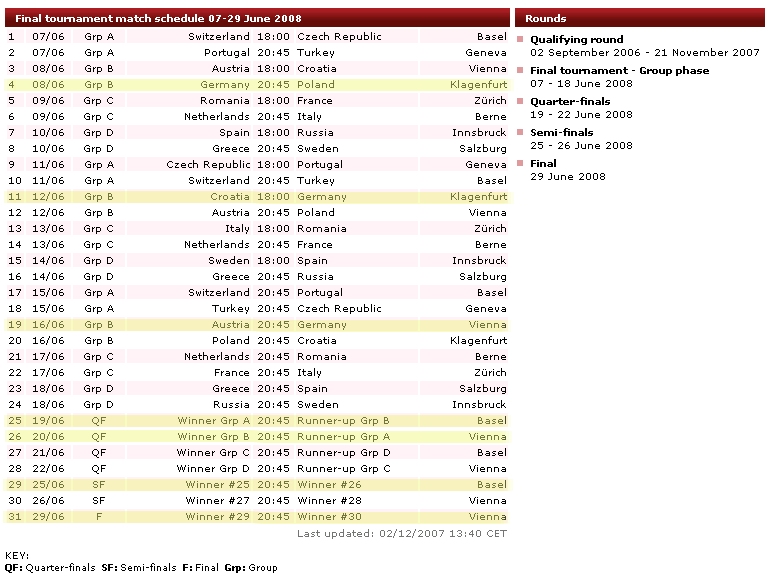 Final tournament match schedule 07-29 June 2008
1 07/06 Grp A Switzerland 18:00 Czech Republic Basel
2 07/06 Grp A Portugal 20:45 Turkey Geneva
3 08/06 Grp B Austria 18:00 Croatia Vienna
4 08/06 Grp B Germany 20:45 Poland Klagenfurt
5 09/06 Grp C Romania 18:00 France Zürich
6 09/06 Grp C Netherlands 20:45 Italy Berne
7 10/06 Grp D Spain 18:00 Russia Innsbruck
8 10/06 Grp D Greece 20:45 Sweden Salzburg
9 11/06 Grp A Czech Republic 18:00 Portugal Geneva
10 11/06 Grp A Switzerland 20:45 Turkey Basel
11 12/06 Grp B Croatia 18:00 Germany Klagenfurt
12 12/06 Grp B Austria 20:45 Poland Vienna
13 13/06 Grp C Italy 18:00 Romania Zürich
14 13/06 Grp C Netherlands 20:45 France Berne
15 14/06 Grp D Sweden 18:00 Spain Innsbruck
16 14/06 Grp D Greece 20:45 Russia Salzburg
17 15/06 Grp A Switzerland 20:45 Portugal Basel
18 15/06 Grp A Turkey 20:45 Czech Republic Geneva
19 16/06 Grp B Austria 20:45 Germany Vienna
20 16/06 Grp B Poland 20:45 Croatia Klagenfurt
21 17/06 Grp C Netherlands 20:45 Romania Berne
22 17/06 Grp C France 20:45 Italy Zürich
23 18/06 Grp D Greece 20:45 Spain Salzburg
24 18/06 Grp D Russia 20:45 Sweden Innsbruck
25 19/06 QF Winner Grp A 20:45 Runner-up Grp B Basel
26 20/06 QF Winner Grp B 20:45 Runner-up Grp A Vienna
27 21/06 QF Winner Grp C 20:45 Runner-up Grp D Basel
28 22/06 QF Winner Grp D 20:45 Runner-up Grp C Vienna
29 25/06 SF Winner #25 20:45 Winner #26 Basel
30 26/06 SF Winner #27 20:45 Winner #28 Vienna
31 29/06 F Winner #29 20:45 Winner #30 Vienna
Last updated: 02/12/2007 13:40 CET
KEY:
QF: Quarter-finals SF: Semi-finals F: Final Grp: Group
Rounds
Qualifying round
02 September 2006 - 21 November 2007
Final tournament - Group phase
07 - 18 June 2008
Quarter-finals
19 - 22 June 2008
Semi-finals
25 - 26 June 2008
Final
29 June 2008